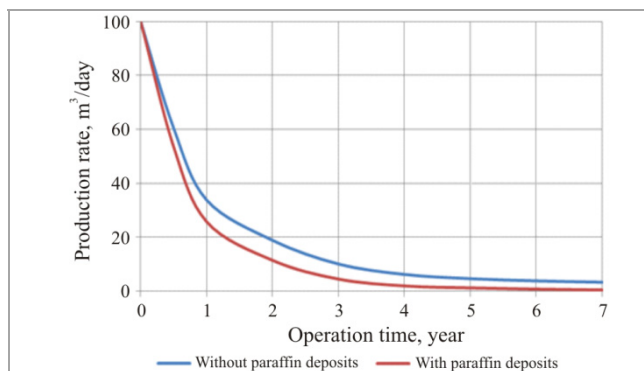 Production rate, m³/day
100
80
60
40
20
0
0 1 2 3 4 5 6 7
Operation time, year
Without paraffin deposits With paraffin deposits